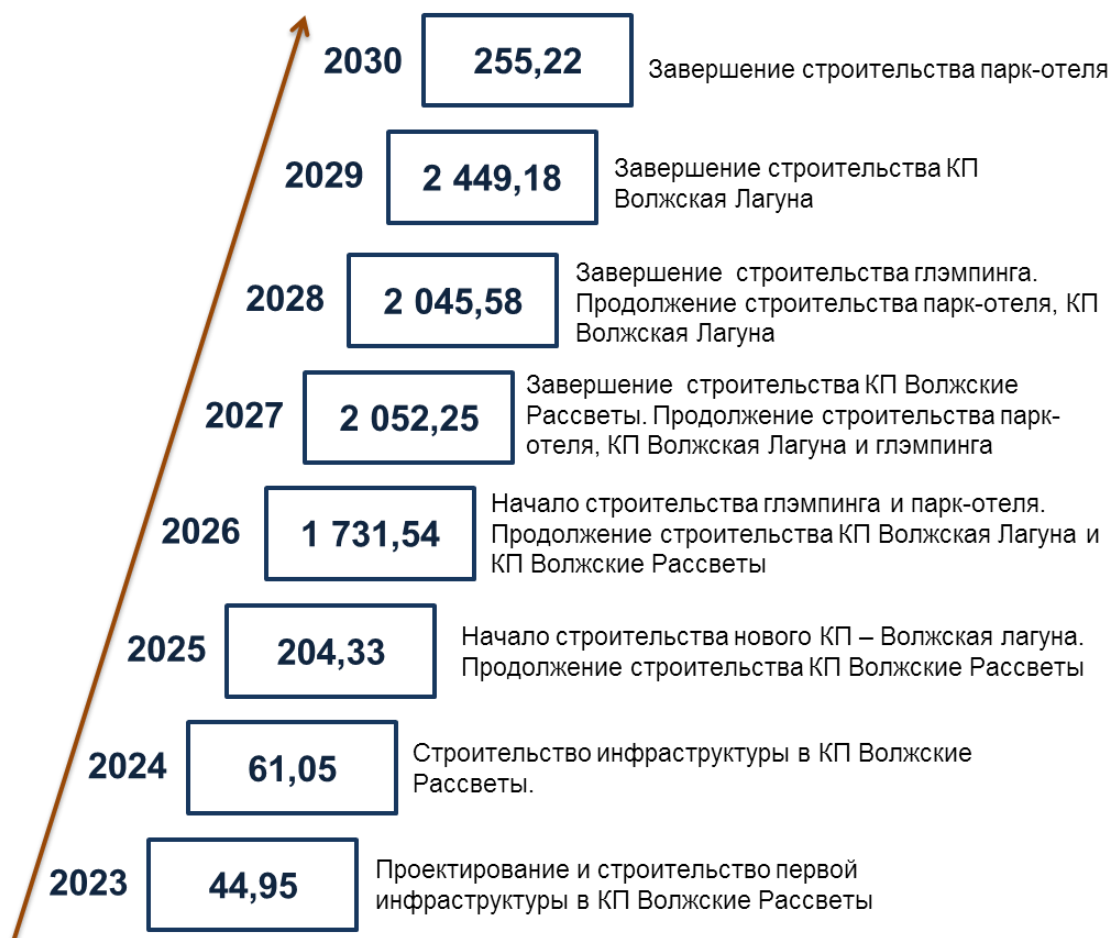 2030
255,22
Завершение строительства парк-отеля
2029
2 449,18
Завершение строительства КП
Волжская Лагуна
2028
2 045,58
Завершение строительства глэмпинга.
Продолжение строительства парк-отеля, КП
Волжская Лагуна
2027
2 052,25
Завершение строительства КП Волжские
Рассветы. Продолжение строительства парк-
отеля, КП Волжская Лагуна и глэмпинга
2026
1 731,54
Начало строительства глэмпинга и парк-отеля.
Продолжение строительства КП Волжская Лагуна и
КП Волжские Рассветы
2025
204,33
Начало строительства нового КП – Волжская лагуна.
Продолжение строительства КП Волжские Рассветы
2024
61,05
Строительство инфраструктуры в КП Волжские
Рассветы.
2023
44,95
Проектирование и строительство первой
инфраструктуры в КП Волжские Рассветы